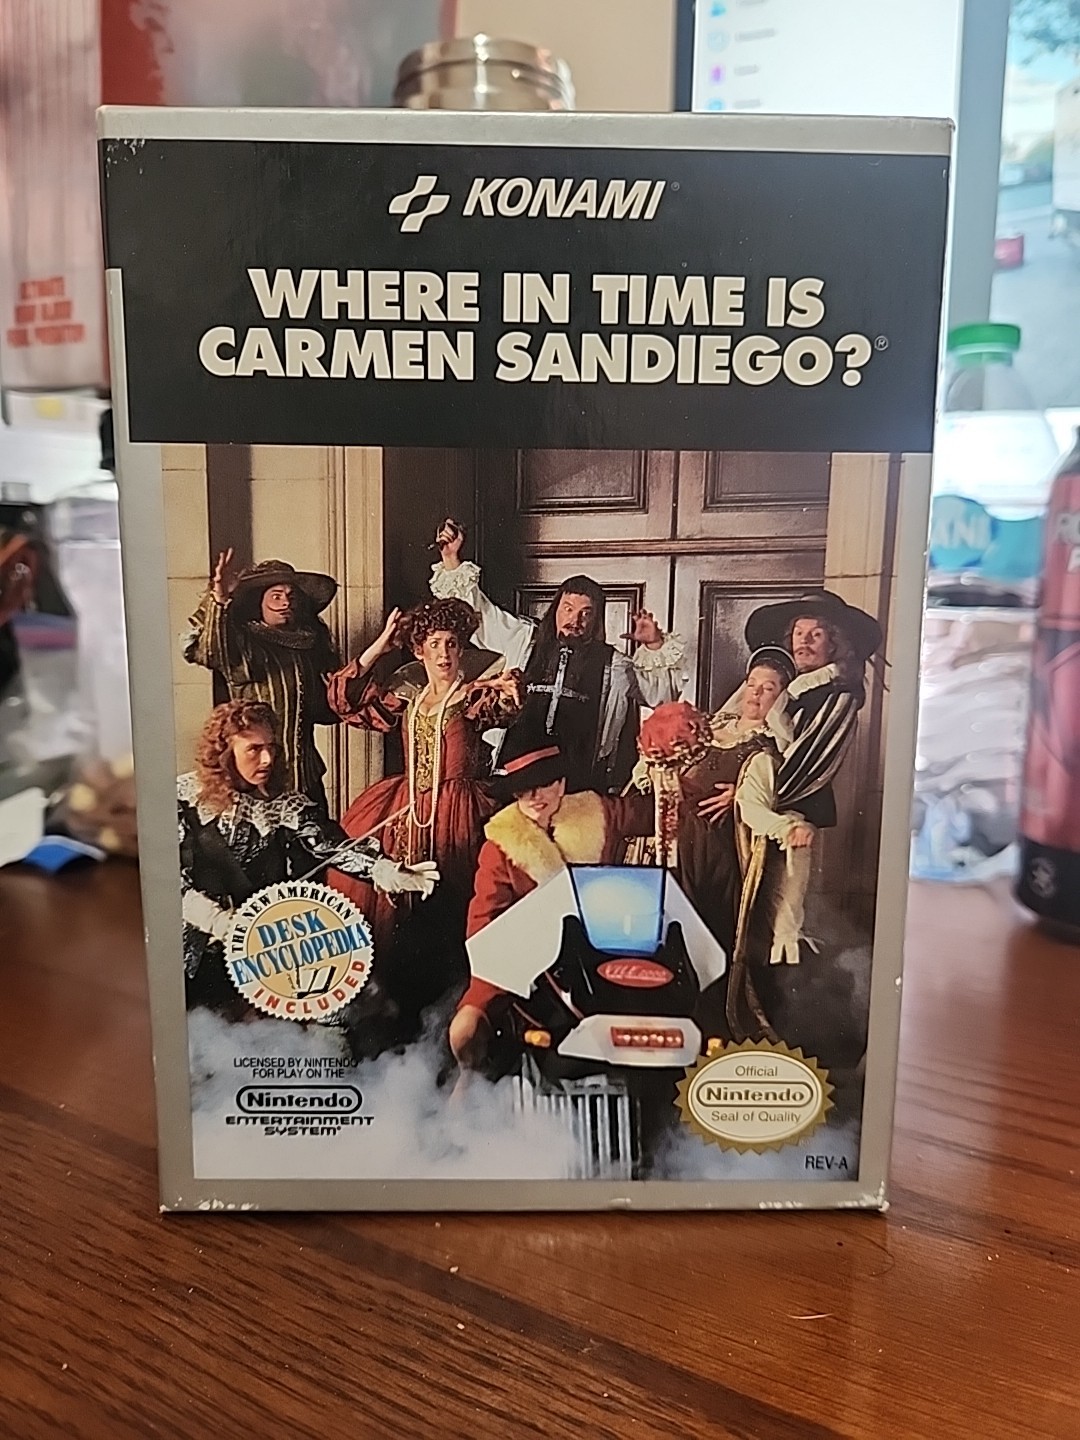 KONAMI®
WHERE IN TIME IS
CARMEN SANDIEGO?®
THE NEW AMERICAN
DESK
ENCYCLOPEDIA
INCLUDED
LICENSED BY NINTENDO
FOR PLAY ON THE
Nintendo
ENTERTAINMENT
SYSTEM®
Official
Nintendo
Seal of Quality
REV-A